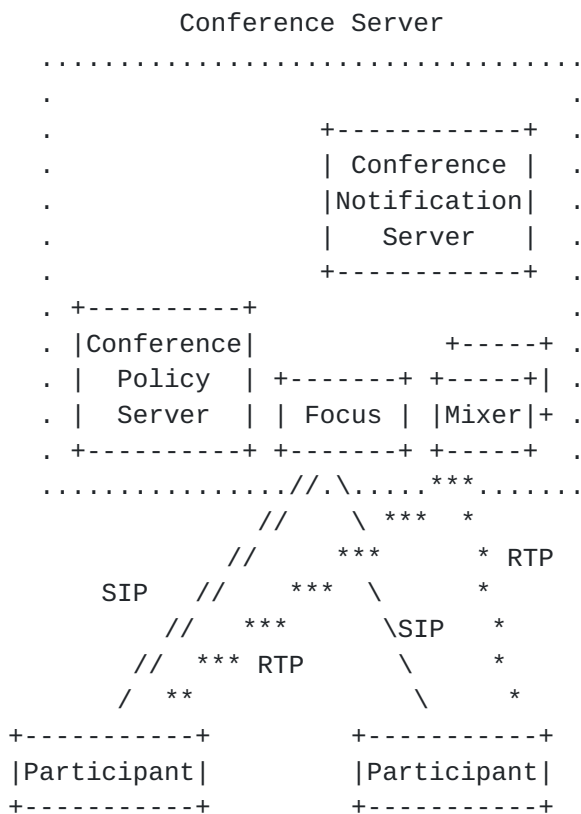 Conference Server
...................................
.                                  .
.                  +------------+  .
.                  | Conference |  .
.                  |Notification|  .
.                  |   Server   |  .
.                  +------------+  .
. +----------+                     .
. |Conference|             +-----+ .
. |  Policy  | +-------+ +-----+| .
. |  Server  | | Focus | |Mixer|+ .
. +----------+ +-------+ +-----+  .
................//.\.....***.......
//    \ ***  *
//     ***      * RTP
SIP   //    ***  \      *
//   ***      \SIP   *
//  *** RTP      \     *
/  **               \     *
+-----------+         +-----------+
|Participant|         |Participant|
+-----------+         +-----------+